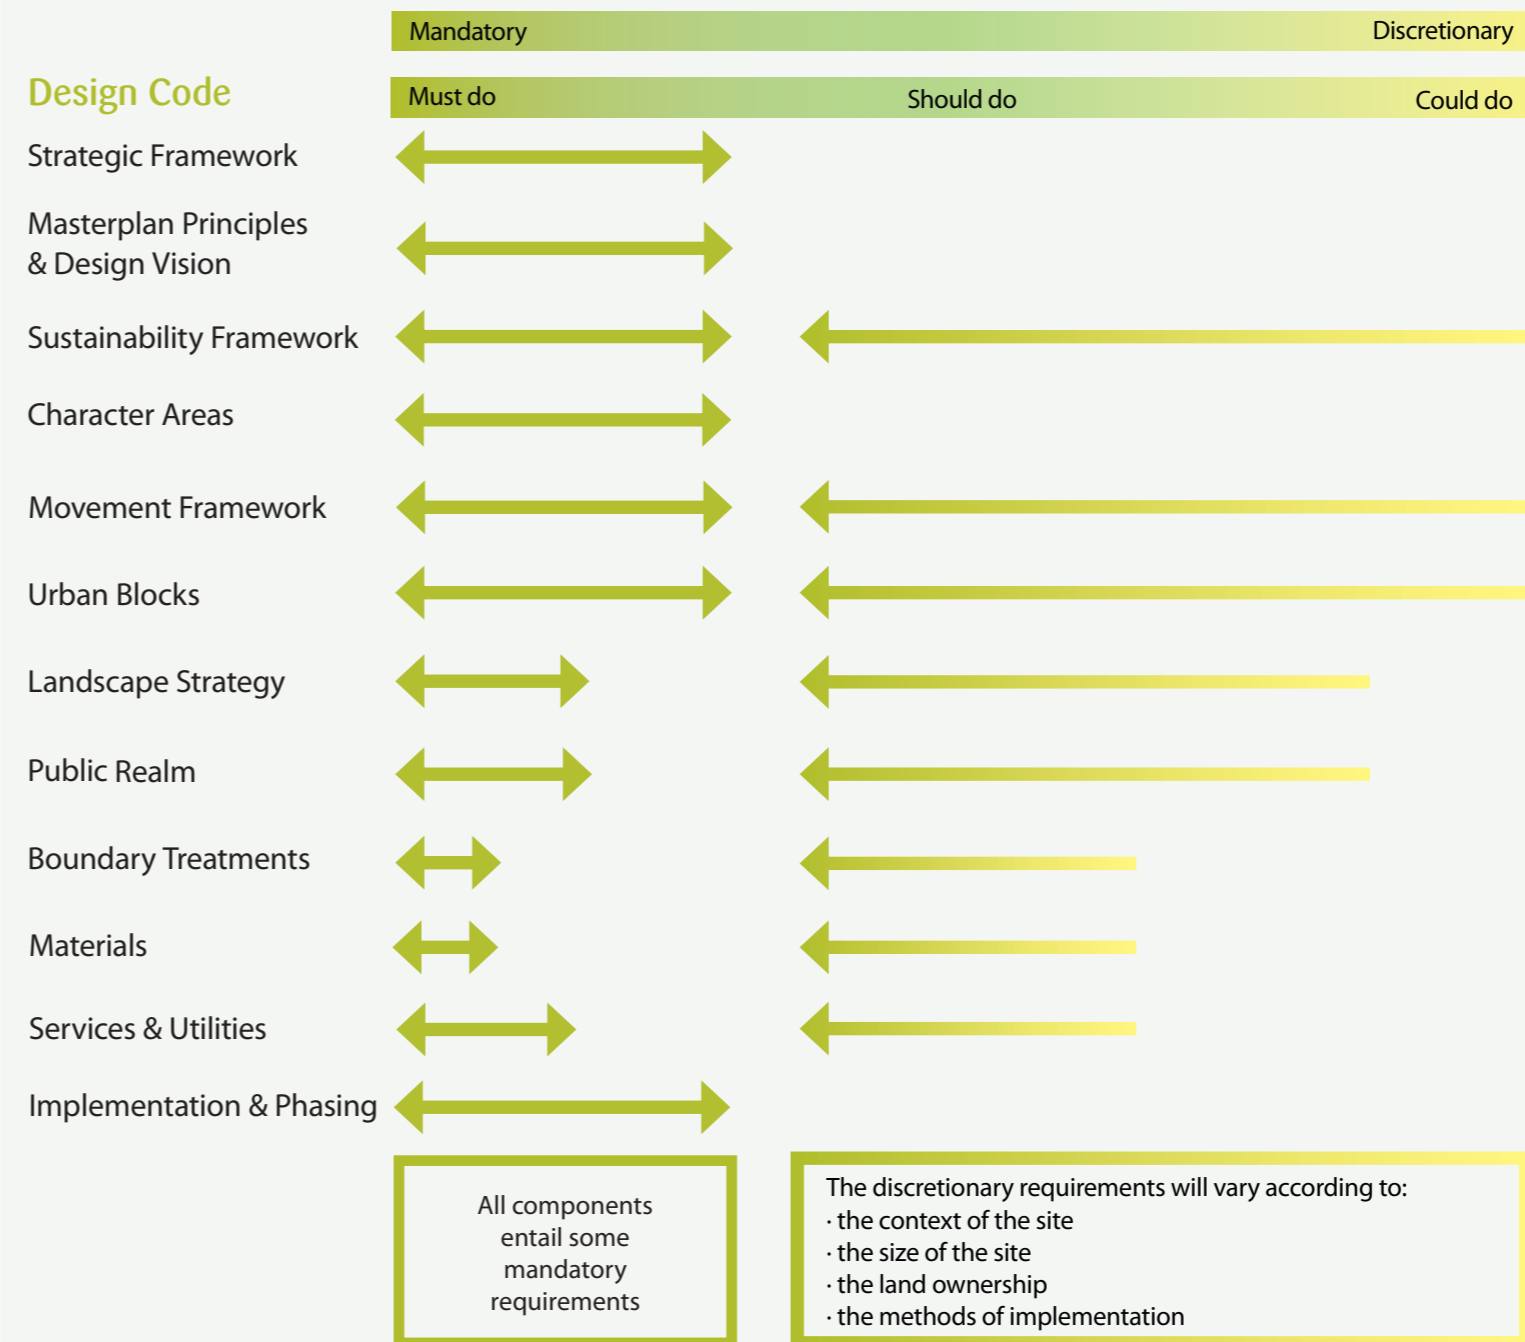 Mandatory
Discretionary
Design Code
Must do
Should do
Could do
Strategic Framework
Masterplan Principles
& Design Vision
Sustainability Framework
Character Areas
Movement Framework
Urban Blocks
Landscape Strategy
Public Realm
Boundary Treatments
Materials
Services & Utilities
Implementation & Phasing
All components
entail some
mandatory
requirements
The discretionary requirements will vary according to:
· the context of the site
· the size of the site
· the land ownership
· the methods of implementation